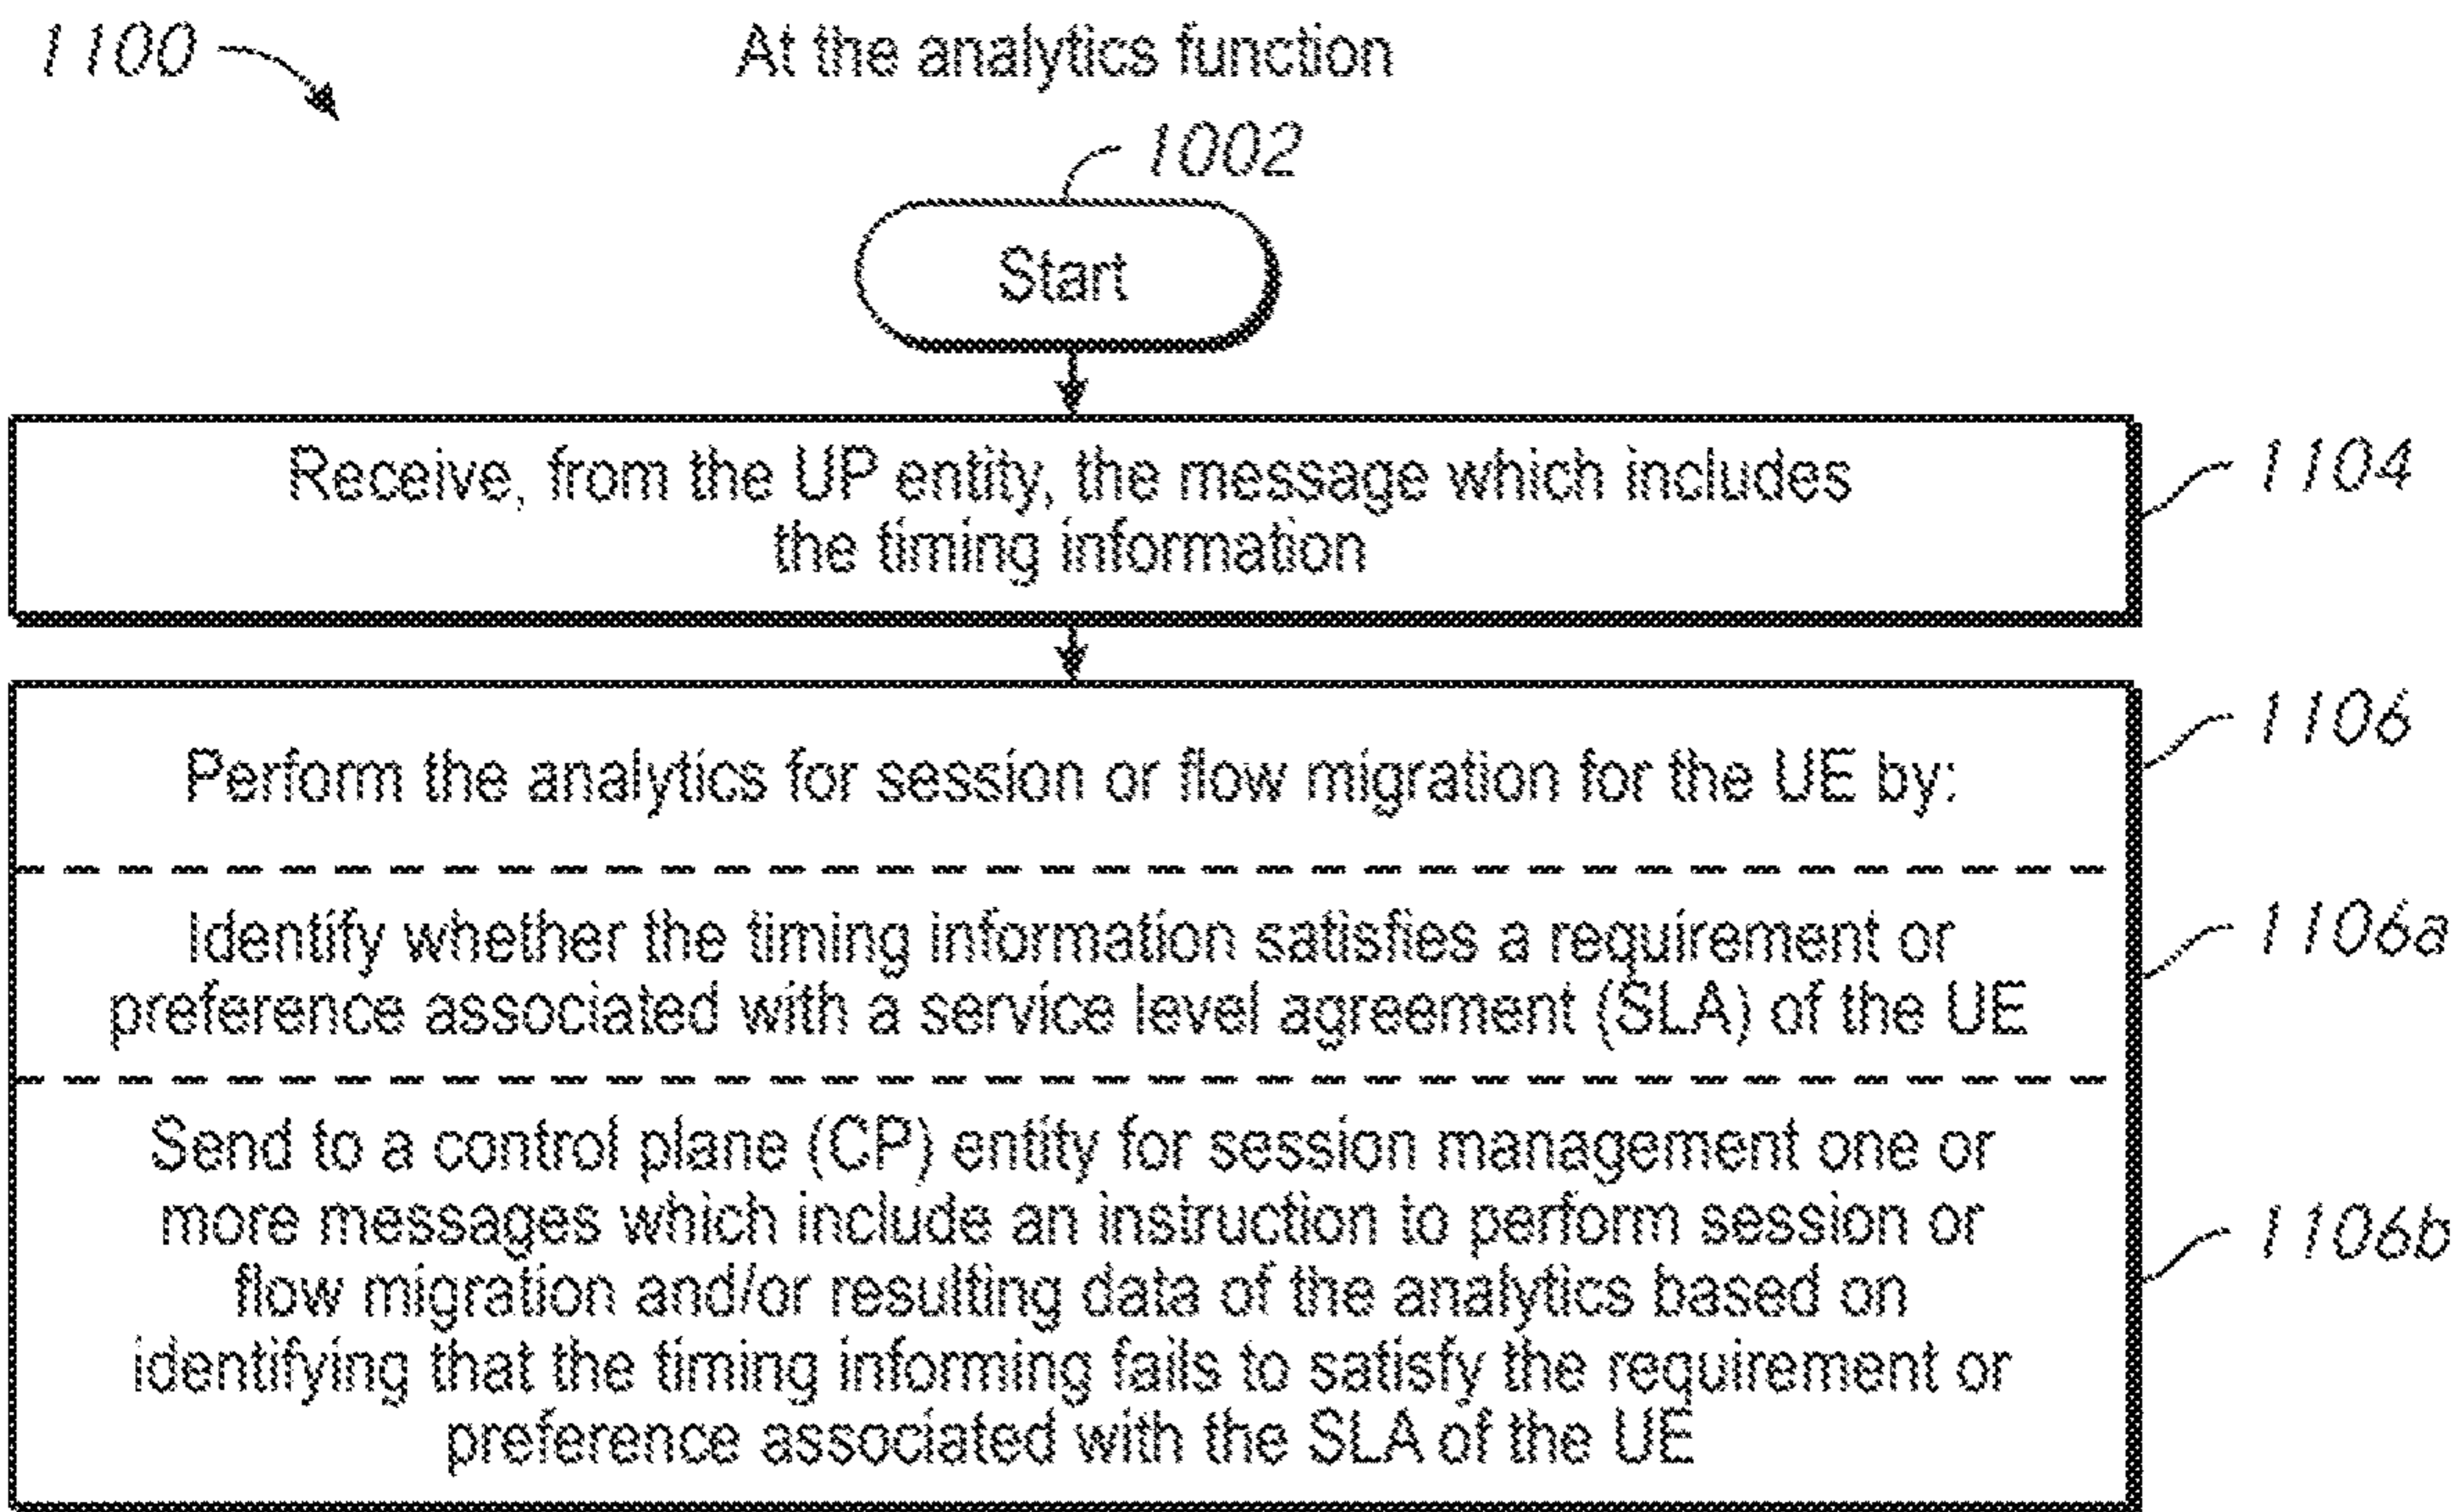 1100
At the analytics function
1002
Start
Receive, from the UP entity, the message which includes
the timing information
1104
Perform the analytics for session or flow migration for the UE by:
1106
Identify whether the timing information satisfies a requirement or
preference associated with a service level agreement (SLA) of the UE
1106a
Send to a control plane (CP) entity for session management one or
more messages which include an instruction to perform session or
flow migration and/or resulting data of the analytics based on
identifying that the timing informing fails to satisfy the requirement or
preference associated with the SLA of the UE
1106b